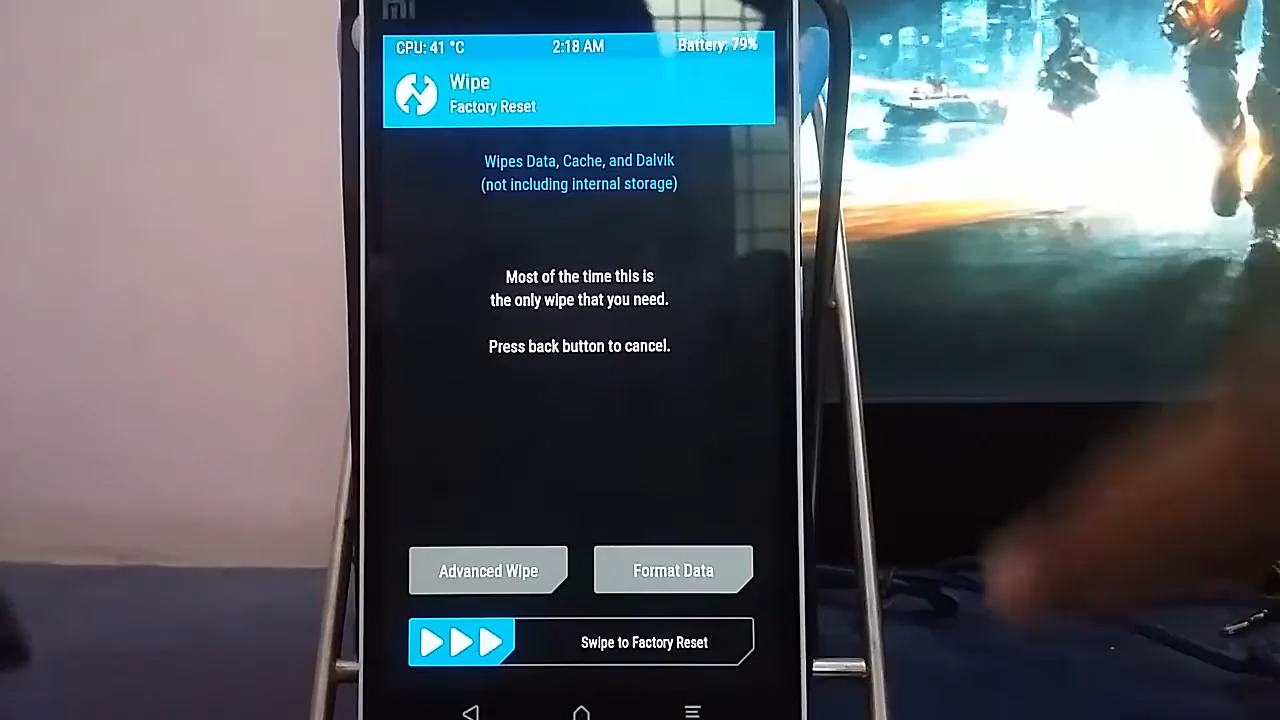 mi
CPU: 41 °C 2:18 AM Battery: 79%
Wipe
Factory Reset
Wipes Data, Cache, and Dalvik
(not including internal storage)
Most of the time this is
the only wipe that you need.
Press back button to cancel.
Advanced Wipe Format Data
Swipe to Factory Reset